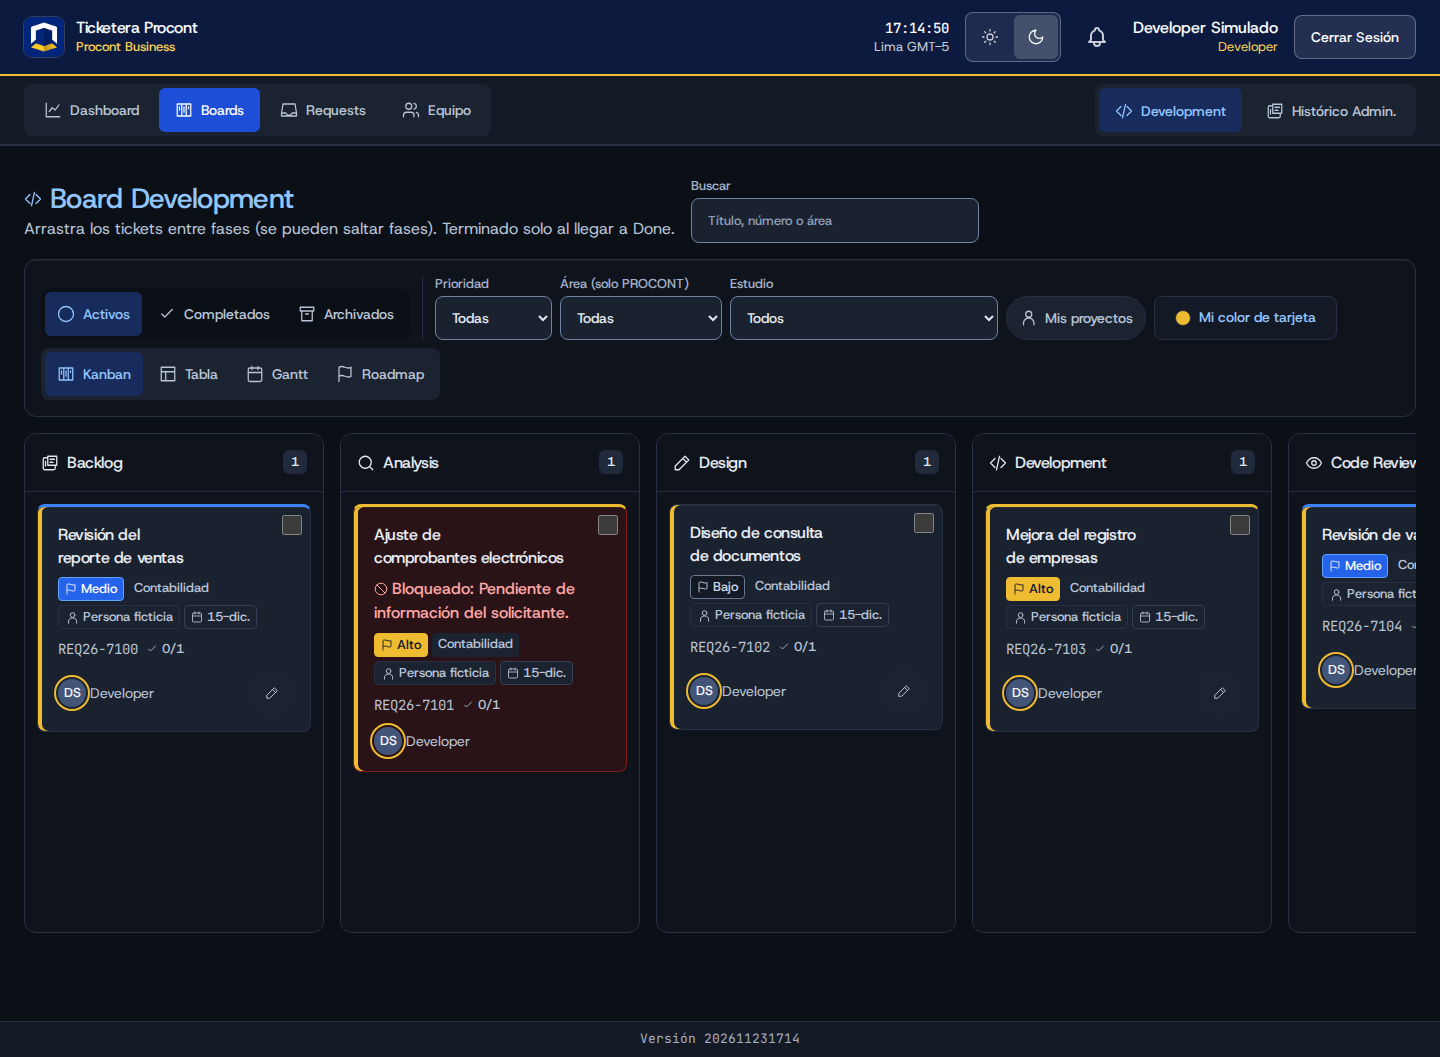 Ticketera Procont
Procont Business
17:14:50
Lima GMT-5
Developer Simulado
Developer
Cerrar Sesión
Dashboard
Boards
Requests
Equipo
Development
Histórico Admin.
Board Development
Arrastra los tickets entre fases (se pueden saltar fases). Terminado solo al llegar a Done.
Buscar
Título, número o área
Activos
Completados
Archivados
Prioridad
Todas
Área (solo PROCONT)
Todas
Estudio
Todos
Mis proyectos
Mi color de tarjeta
Kanban
Tabla
Gantt
Roadmap
Backlog
1
Revisión del
reporte de ventas
Medio
Contabilidad
Persona ficticia
15-dic.
REQ26-7100
0/1
DS
Developer
Analysis
1
Ajuste de
comprobantes electrónicos
Bloqueado: Pendiente de
información del solicitante.
Alto
Contabilidad
Persona ficticia
15-dic.
REQ26-7101
0/1
DS
Developer
Design
1
Diseño de consulta
de documentos
Bajo
Contabilidad
Persona ficticia
15-dic.
REQ26-7102
0/1
DS
Developer
Development
1
Mejora del registro
de empresas
Alto
Contabilidad
Persona ficticia
15-dic.
REQ26-7103
0/1
DS
Developer
Code Review
Revisión de va
Medio
Con
Persona fict
REQ26-7104
DS
Developer
Versión 202611231714